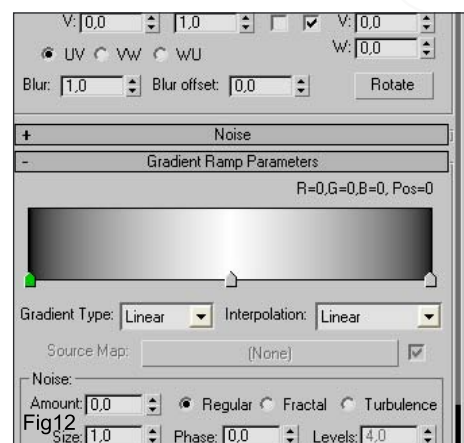 V: 0,0 1,0 V: 0,0
UV VW WU W: 0,0
Blur: 1,0 Blur offset: 0,0 Rotate
+ Noise
- Gradient Ramp Parameters
R=0,G=0,B=0, Pos=0
Gradient Type: Linear Interpolation: Linear
Source Map: (None)
Noise:
Amount: 0,0 Regular Fractal Turbulence
Fig12 Size: 1,0 Phase: 0,0 Levels: 4,0